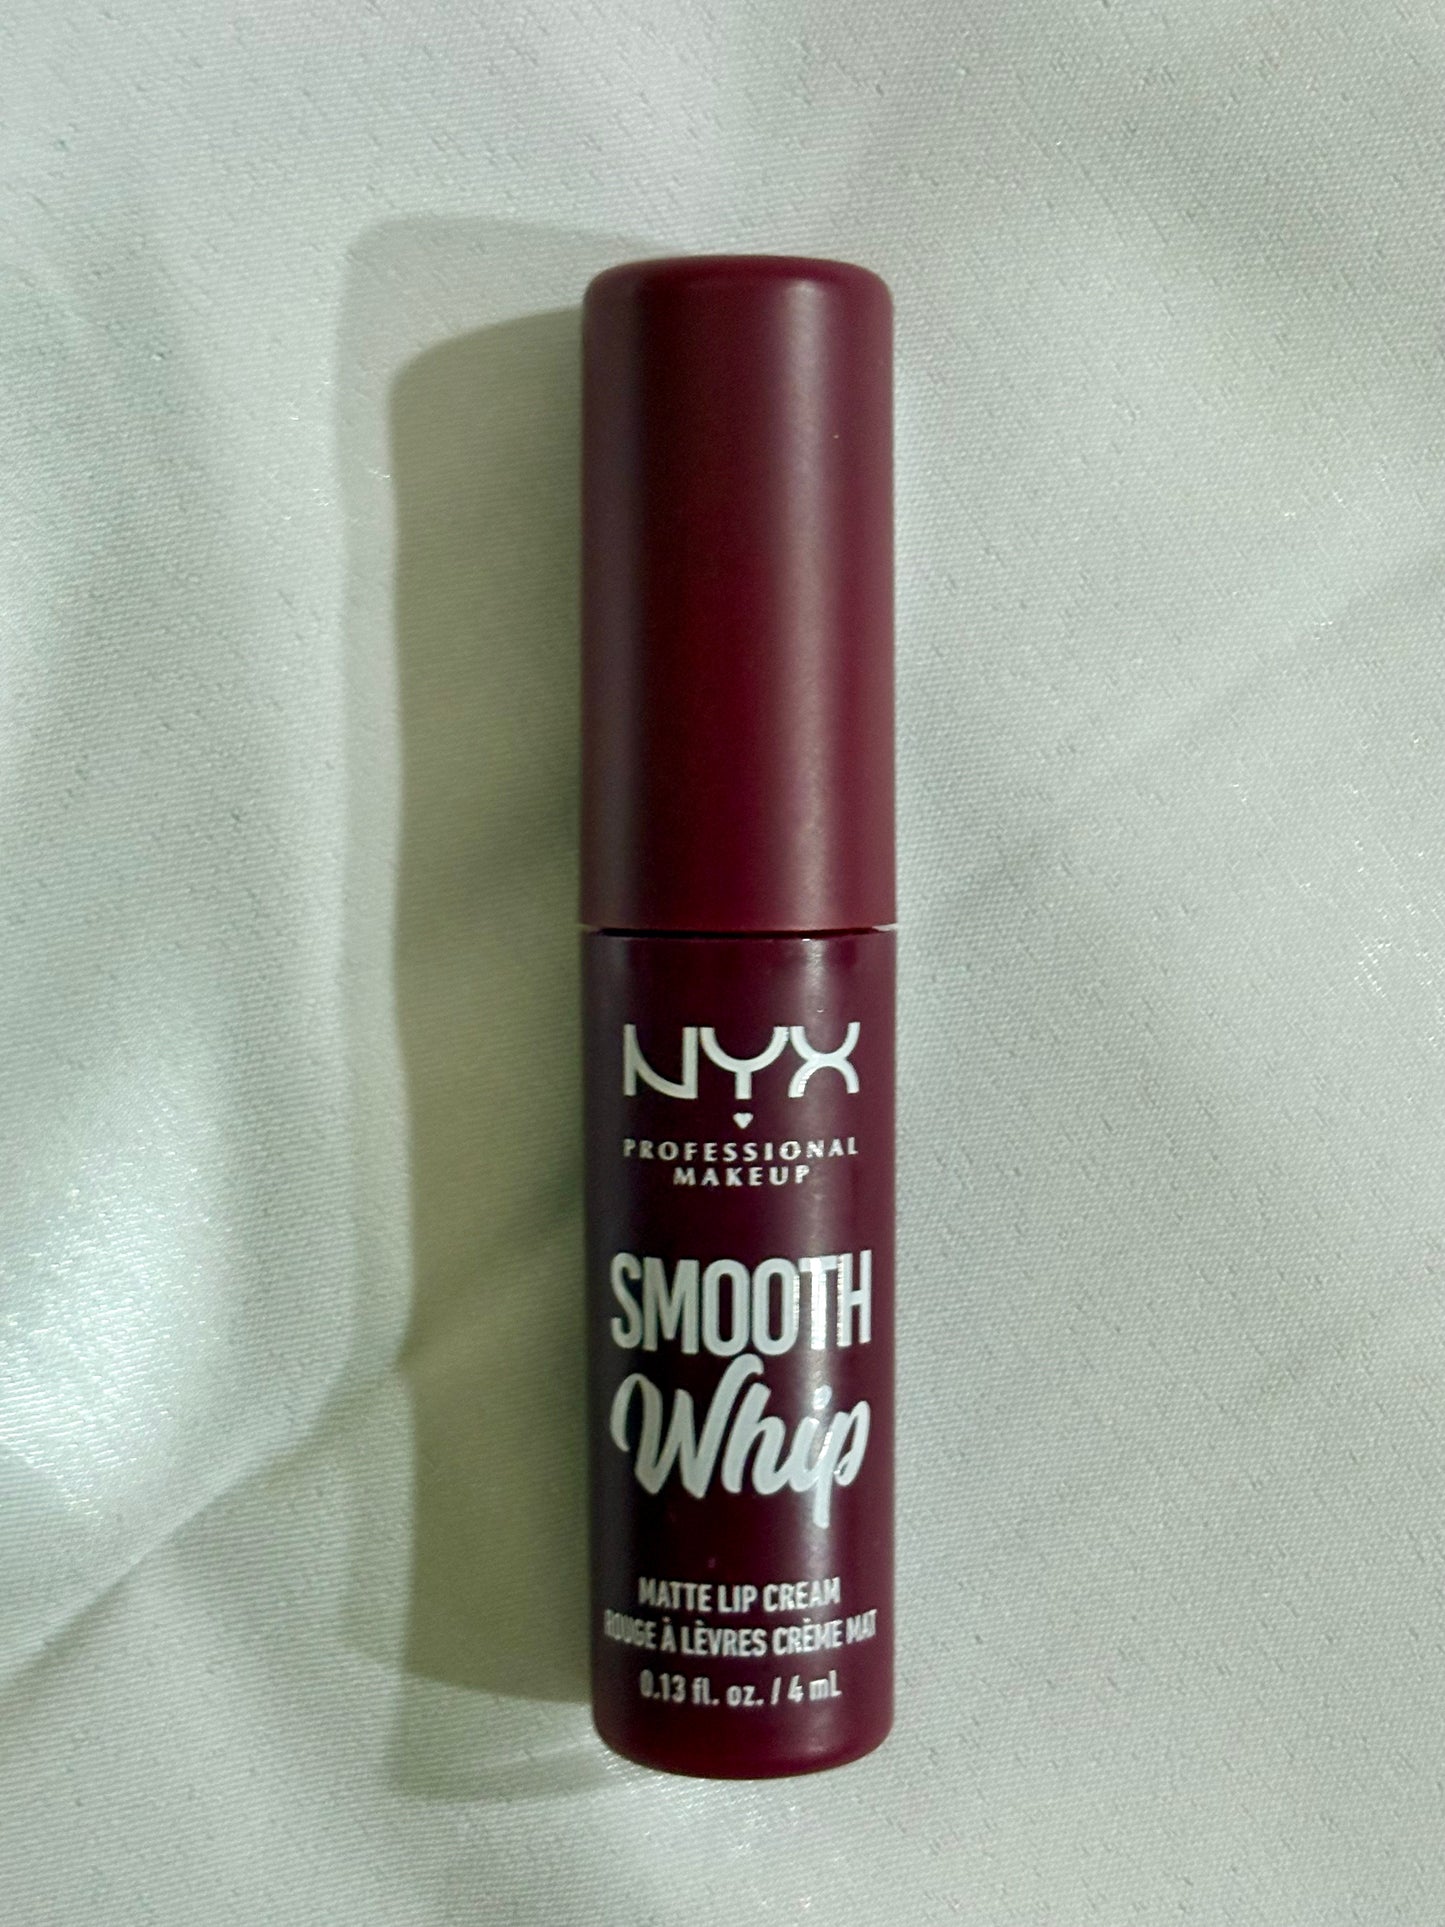 NYX
PROFESSIONAL
MAKEUP
SMOOTH
Whip
MATTE LIP CREAM
ROUGE À LÈVRES CRÈME MAT
0.13 fl. oz. / 4 mL